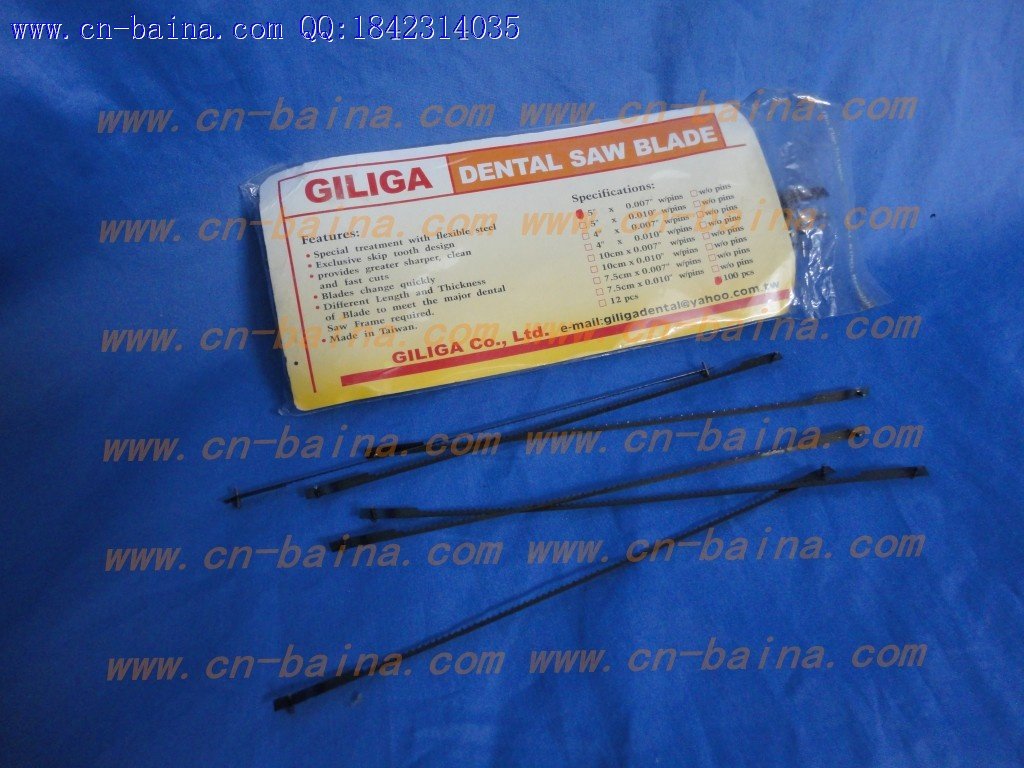 www.cn-baina.com QQ:1842314035
www.cn-baina.com www.cn-baina.com
GILIGA DENTAL SAW BLADE
Features:
• Special treatment with flexible steel
• Exclusive skip tooth design
• provides greater sharper, clean
and fast cuts
• Blades change quickly
• Different Length and Thickness
of Blade to meet the major dental
Saw Frame required.
• Made in Taiwan.
Specifications:
5" x 0.007" w/pins □ w/o pins
□ 5" x 0.010" w/pins □ w/o pins
□ 4" x 0.007" w/pins □ w/o pins
□ 4" x 0.010" w/pins □ w/o pins
□ 10cm x 0.007" w/pins □ w/o pins
□ 10cm x 0.010" w/pins □ w/o pins
□ 7.5cm x 0.007" w/pins □ w/o pins
□ 7.5cm x 0.010" w/pins □ w/o pins
□ 12 pcs 100 pcs
GILIGA Co., Ltd. e-mail:giligadental@yahoo.com.tw
www.cn-baina.com www.cn-baina.com
www.cn-baina.com www.cn-baina.com
www.cn-baina.com www.cn-baina.com
www.cn-baina.com www.cn-baina.com
www.cn-baina.com www.cn-baina.com